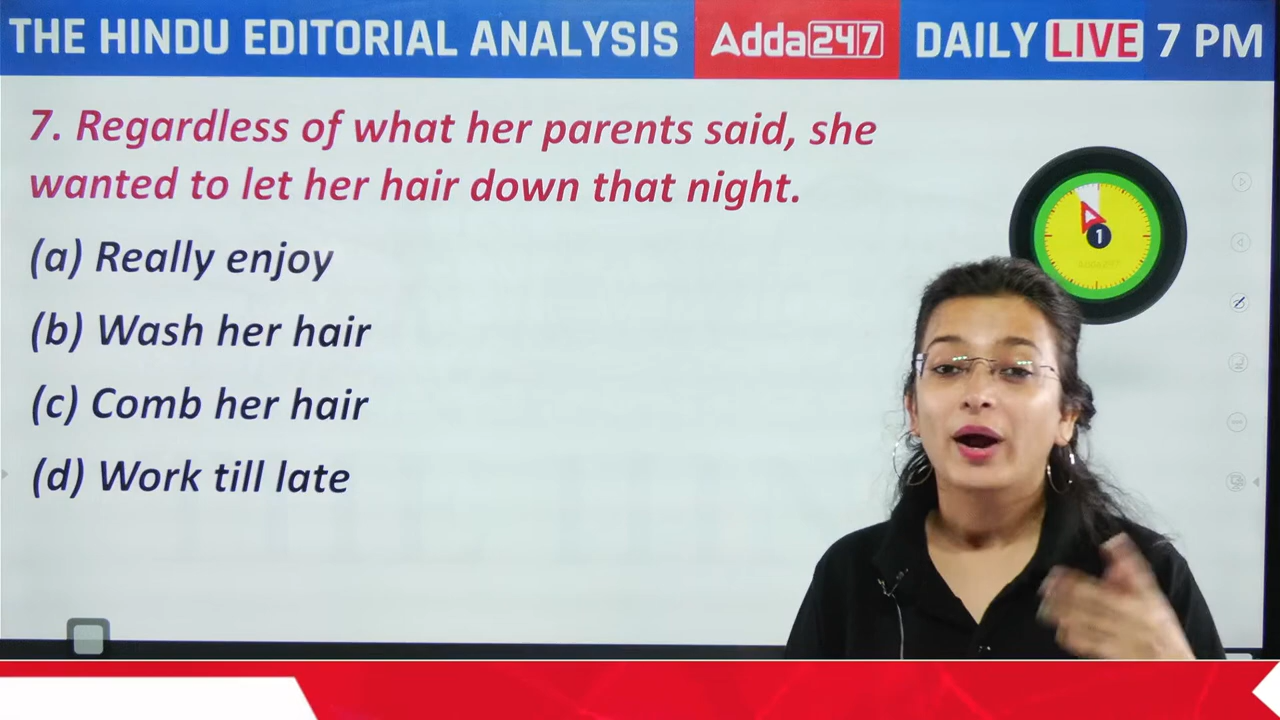 THE HINDU EDITORIAL ANALYSIS Adda247 DAILY LIVE 7 PM
7. Regardless of what her parents said, she
wanted to let her hair down that night.
(a) Really enjoy
(b) Wash her hair
(c) Comb her hair
(d) Work till late
1